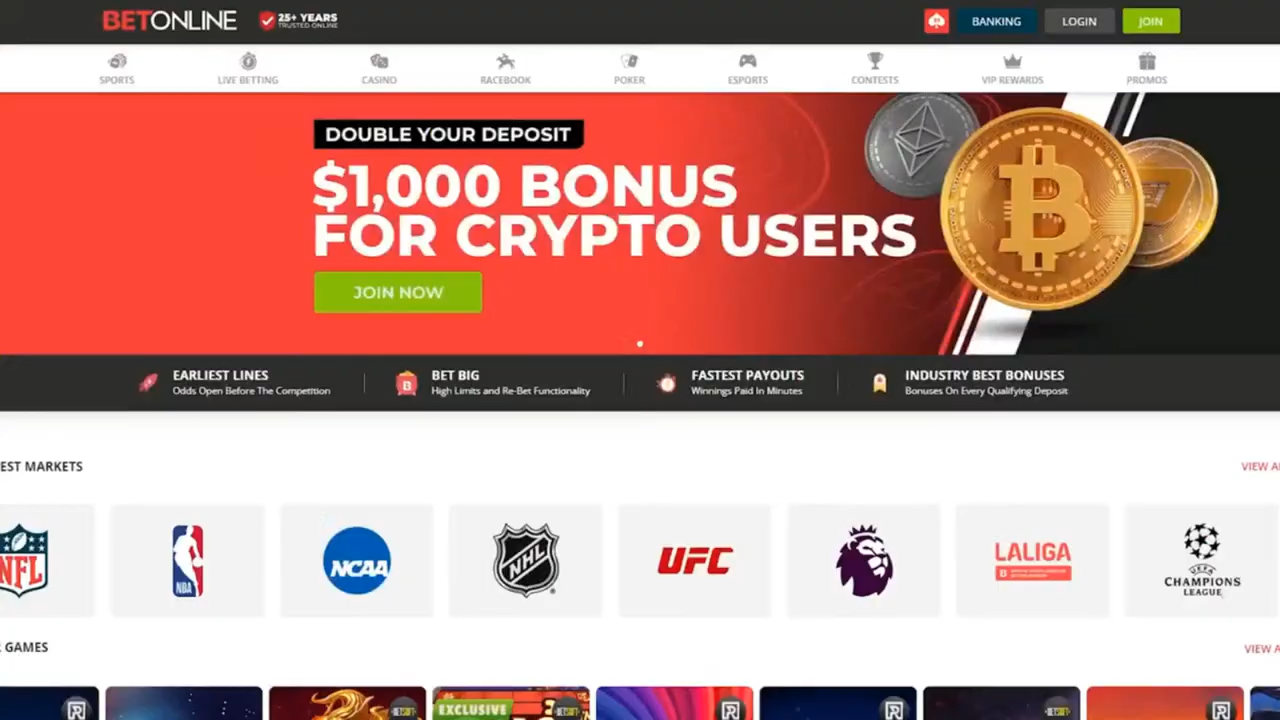 BETONLINE
25+ YEARS
TRUSTED ONLINE
BANKING
LOGIN
JOIN
SPORTS
LIVE BETTING
CASINO
RACEBOOK
POKER
ESPORTS
CONTESTS
VIP REWARDS
PROMOS
DOUBLE YOUR DEPOSIT
$1,000 BONUS
FOR CRYPTO USERS
JOIN NOW
EARLIEST LINES
Odds Open Before The Competition
BET BIG
High Limits and Re-Bet Functionality
FASTEST PAYOUTS
Winnings Paid In Minutes
INDUSTRY BEST BONUSES
Bonuses On Every Qualifying Deposit
EST MARKETS
VIEW A
NFL
NBA
NCAA
NHL
UFC
LALIGA
UEFA
CHAMPIONS
LEAGUE
GAMES
VIEW A
EXCLUSIVE